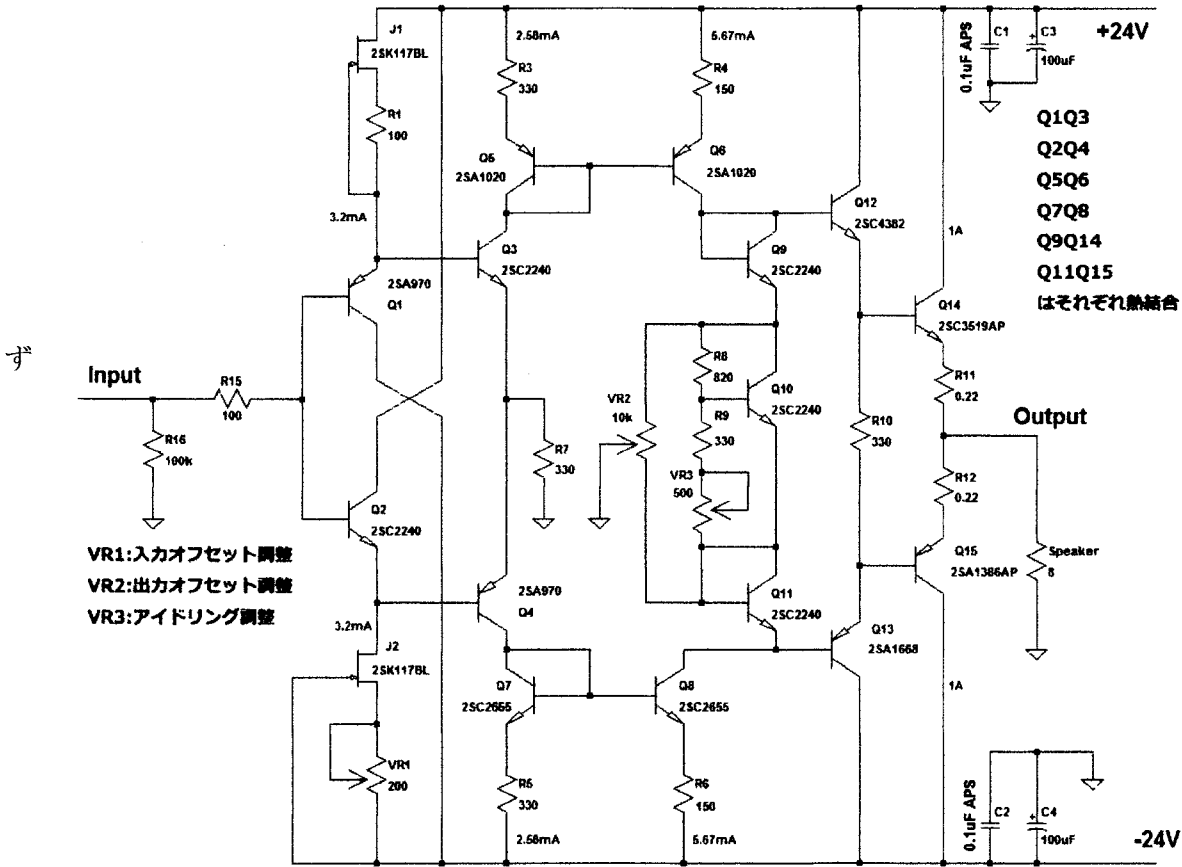 J1
2SK117BL
R1
100
3.2mA
2.58mA
R3
330
Q5
2SA1020
5.67mA
R4
150
Q6
2SA1020
0.1uF APS
C1
C3
100uF
+24V
Q1Q3
Q2Q4
Q5Q6
Q7Q8
Q9Q14
Q11Q15
はそれぞれ熱結合
Q12
2SC4382
1A
Q3
2SC2240
Q9
2SC2240
2SA970
Q1
Q14
2SC3519AP
ず
Input
R15
100
R16
100k
R7
330
VR2
10k
R8
820
R9
330
VR3
500
Q10
2SC2240
R10
330
R11
0.22
Output
R12
0.22
Speaker
8
Q2
2SC2240
VR1:入力オフセット調整
VR2:出力オフセット調整
VR3:アイドリング調整
3.2mA
J2
2SK117BL
VR1
200
2SA970
Q4
Q7
2SC2655
Q8
2SC2655
Q11
2SC2240
Q13
2SA1668
Q15
2SA1386AP
1A
R5
330
2.58mA
R6
150
5.67mA
0.1uF APS
C2
C4
100uF
-24V